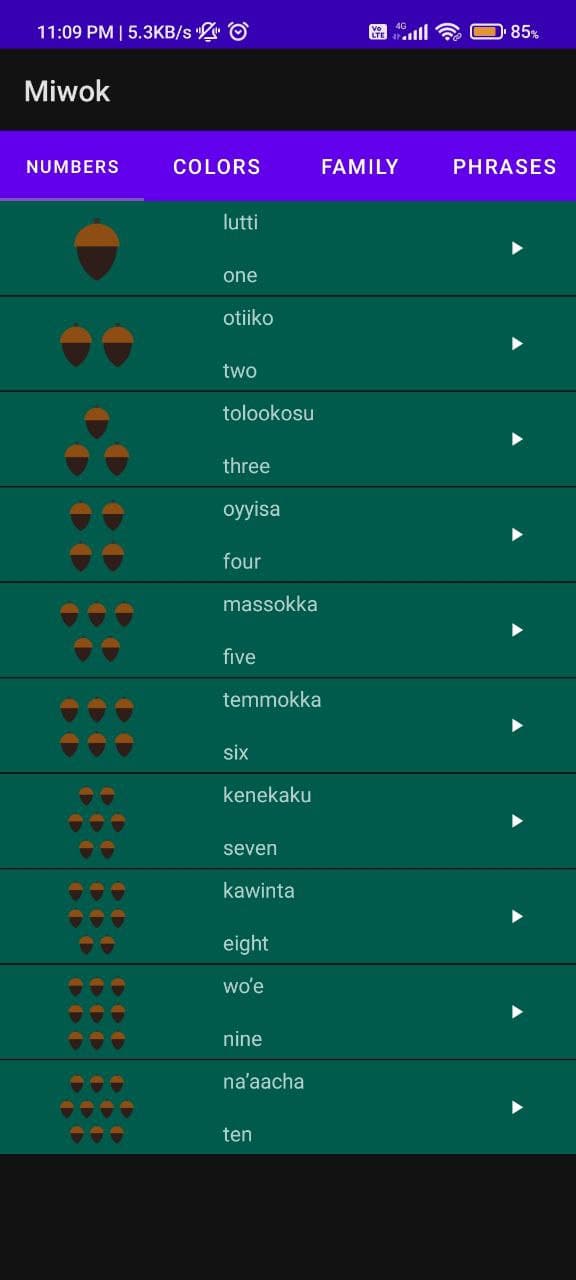 11:09 PM | 5.3KB/s Vo LTE 4G 85%
Miwok
NUMBERS COLORS FAMILY PHRASES
lutti
one
otiiko
two
tolookosu
three
oyyisa
four
massokka
five
temmokka
six
kenekaku
seven
kawinta
eight
wo’e
nine
na’aacha
ten